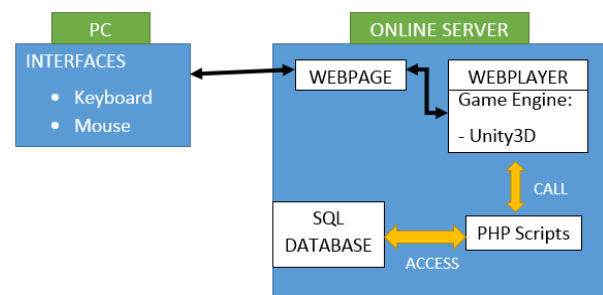 PC
INTERFACES
• Keyboard
• Mouse
ONLINE SERVER
WEBPAGE
WEBPLAYER
Game Engine:
- Unity3D
CALL
SQL
DATABASE
PHP Scripts
ACCESS